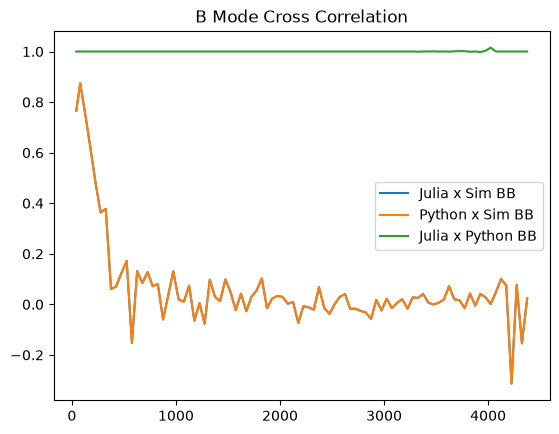 B Mode Cross Correlation
1.0
0.8
0.6
0.4
0.2
0.0
−0.2
Julia x Sim BB
Python x Sim BB
Julia x Python BB
0 1000 2000 3000 4000